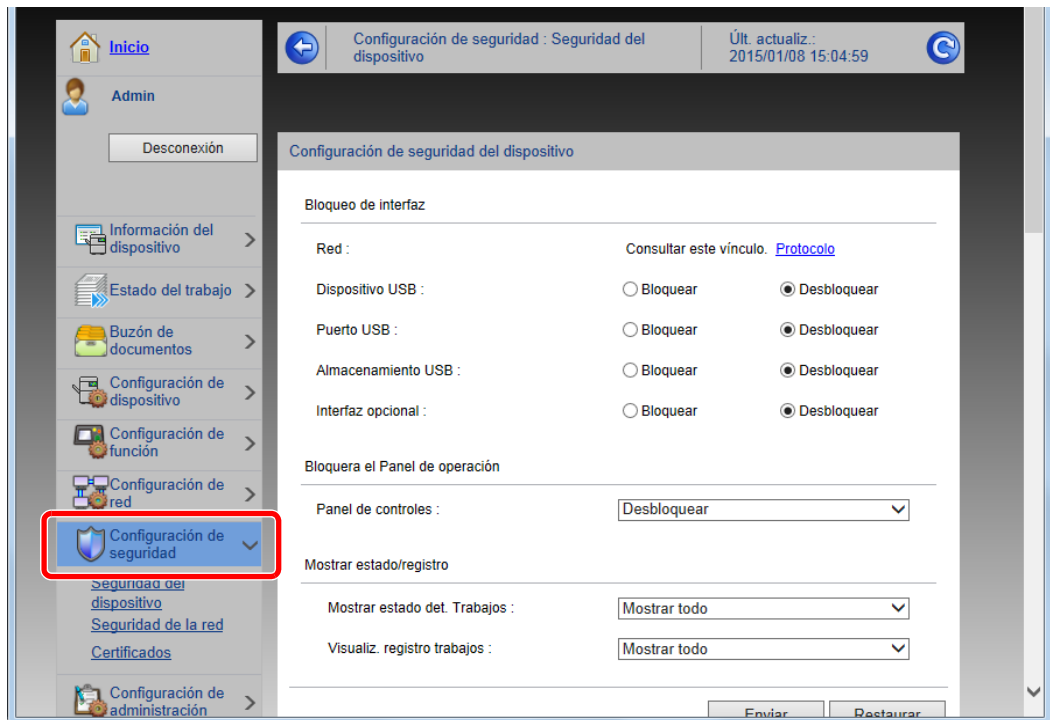 Inicio
Admin
Desconexión
Información del
dispositivo
Estado del trabajo
Buzón de
documentos
Configuración de
dispositivo
Configuración de
función
Configuración de
red
Configuración de
seguridad
Seguridad del
dispositivo
Seguridad de la red
Certificados
Configuración de
administración
Configuración de seguridad : Seguridad del
dispositivo
Últ. actualiz.:
2015/01/08 15:04:59
Configuración de seguridad del dispositivo
Bloqueo de interfaz
Red : Consultar este vínculo. Protocolo
Dispositivo USB : Bloquear Desbloquear
Puerto USB : Bloquear Desbloquear
Almacenamiento USB : Bloquear Desbloquear
Interfaz opcional : Bloquear Desbloquear
Bloquera el Panel de operación
Panel de controles : Desbloquear
Mostrar estado/registro
Mostrar estado det. Trabajos : Mostrar todo
Visualiz. registro trabajos : Mostrar todo
Enviar Restaurar